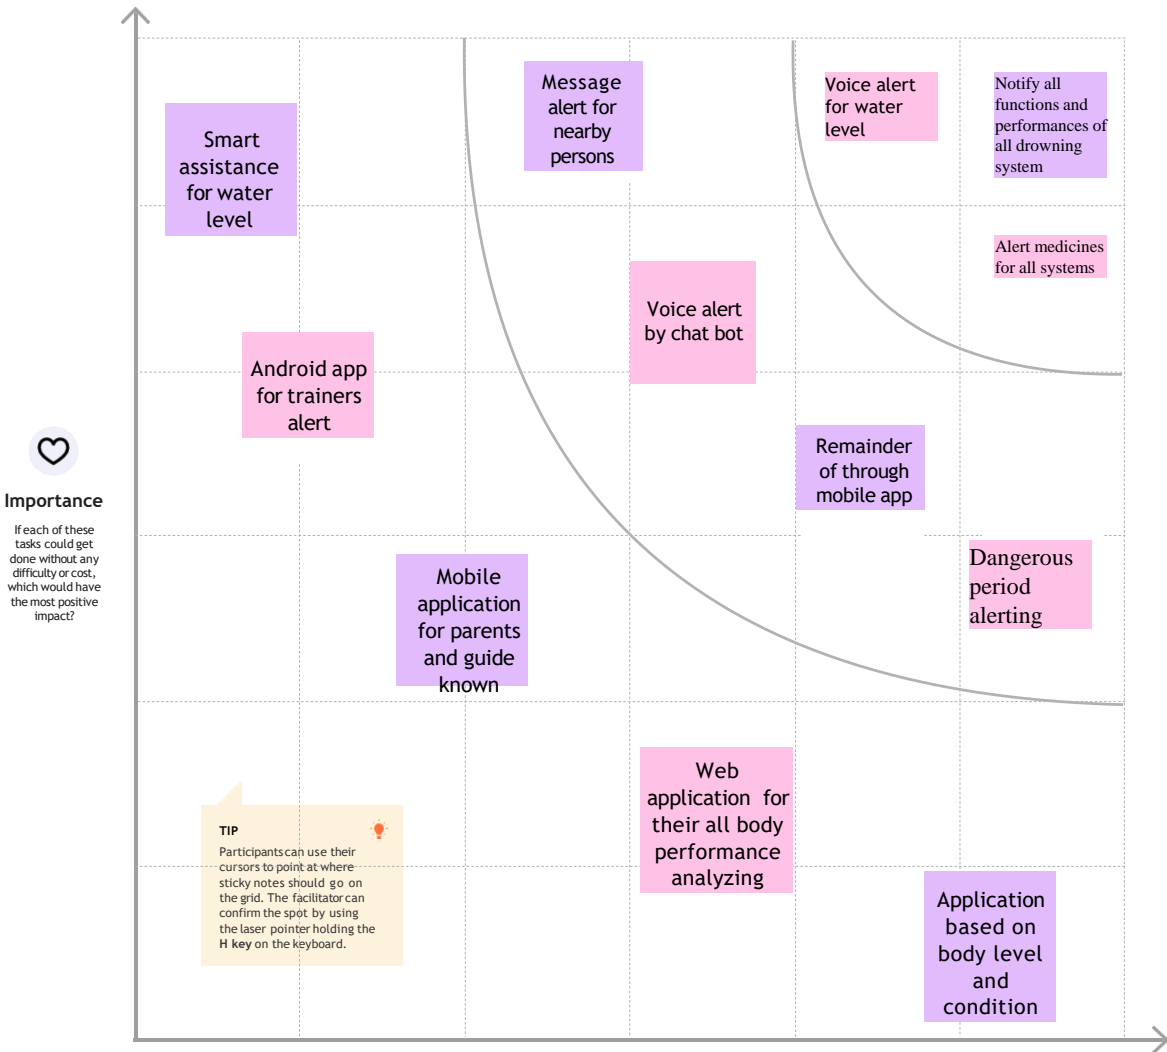 Smart
assistance
for water
level
Message
alert for
nearby
persons
Voice alert
for water
level
Notify all
functions and
performances of
all drowning
system
Alert medicines
for all systems
Voice alert
by chat bot
Android app
for trainers
alert
Remainder
of through
mobile app
Importance
If each of these
tasks could get
done without any
difficulty or cost,
which would have
the most positive
impact?
Dangerous
period
alerting
Mobile
application
for parents
and guide
known
Web
application for
their all body
performance
analyzing
TIP
Participants can use their
cursors to point at where
sticky notes should go on
the grid. The facilitator can
confirm the spot by using
the laser pointer holding the
H key on the keyboard.
Application
based on
body level
and
condition